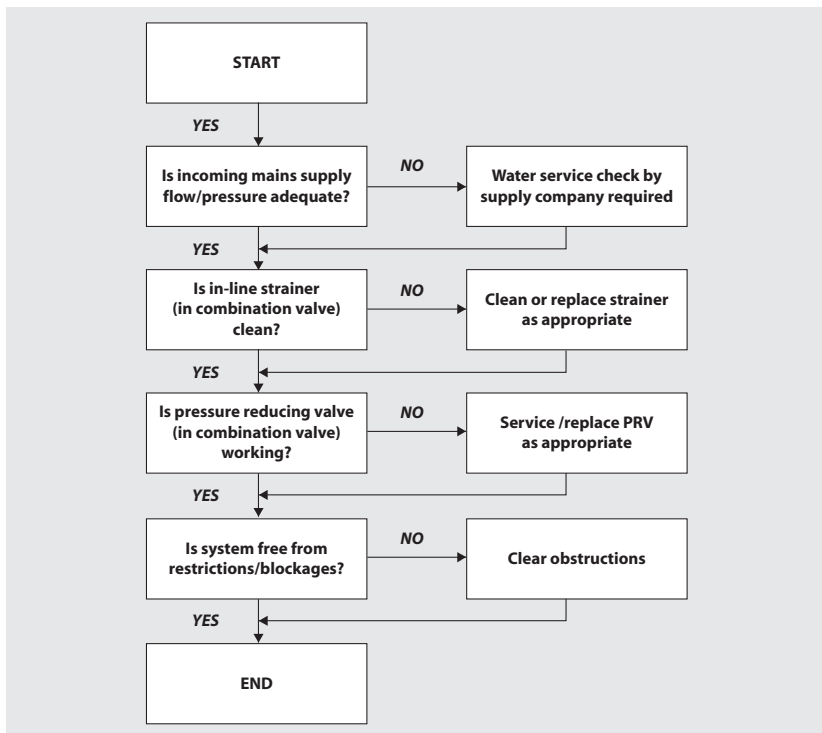 START
YES
Is incoming mains supply
flow/pressure adequate?
NO
Water service check by
supply company required
YES
Is in-line strainer
(in combination valve)
clean?
NO
Clean or replace strainer
as appropriate
YES
Is pressure reducing valve
(in combination valve)
working?
NO
Service /replace PRV
as appropriate
YES
Is system free from
restrictions/blockages?
NO
Clear obstructions
YES
END